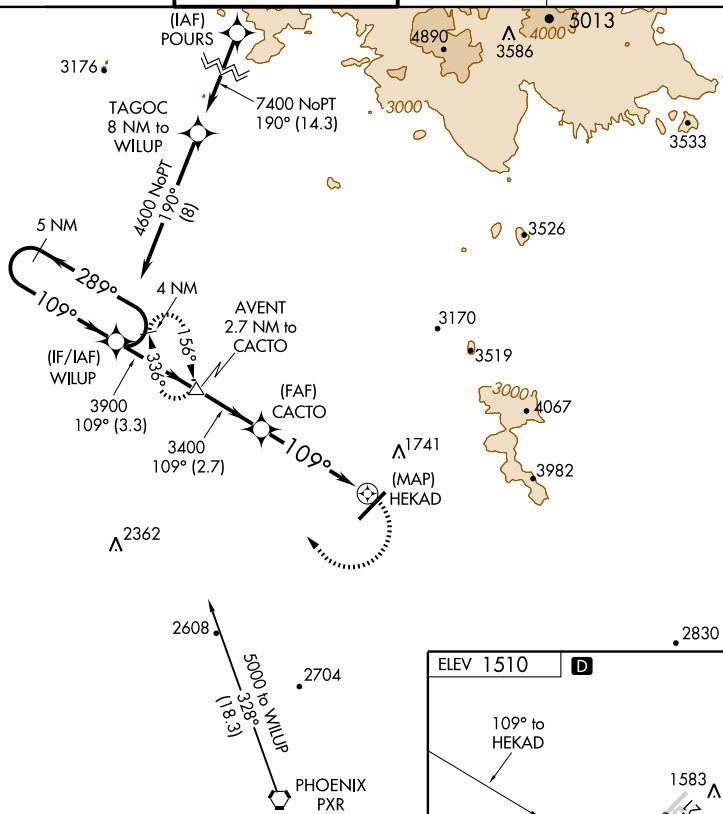 (IAF)
POURS
4890
3586
5013
4000
3176
3000
TAGOC
8 NM to
WILUP
7400 NoPT
190° (14.3)
3533
4600 NoPT
190°
(8)
3526
5 NM
289°
109°
4 NM
AVENT
2.7 NM to
CACTO
3170
3519
156°
336°
(IF/IAF)
WILUP
3900
109° (3.3)
(FAF)
CACTO
3000
4067
3400
109° (2.7)
109°
1741
3982
(MAP)
HEKAD
2362
2608
2830
5000 to WILUP
328°
(18.3)
2704
ELEV 1510
D
109° to
HEKAD
PHOENIX
PXR
1583